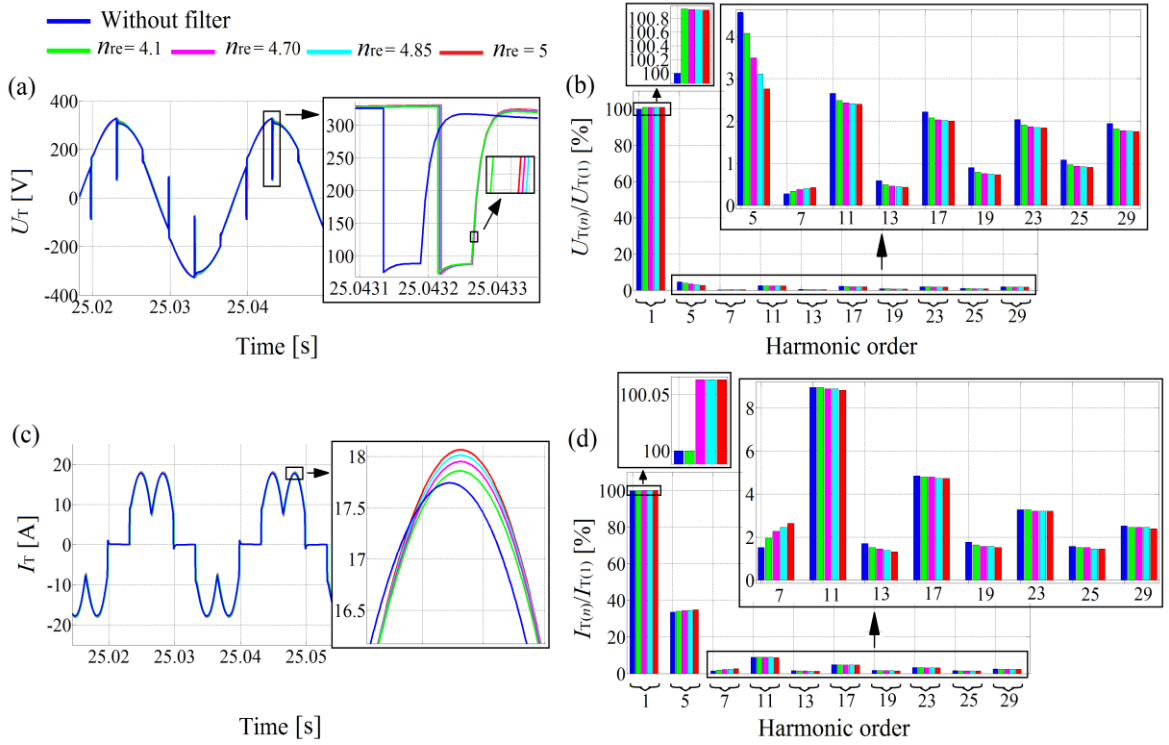 Without filter
nre = 4.1 nre = 4.70 nre = 4.85 nre = 5
(a)
UT [V]
400
200
0
-200
-400
25.02 25.03 25.04
Time [s]
300
250
200
150
100
25.0431 25.0432 25.0433
(b)
UT(n)/UT(1) [%]
100.8
100.6
100.4
100.2
100
100
80
60
40
20
0
4
3
2
1
0
5 7 11 13 17 19 23 25 29
1 5 7 11 13 17 19 23 25 29
Harmonic order
(c)
IT [A]
20
10
0
-10
-20
25.02 25.03 25.04 25.05
Time [s]
18
17.5
17
16.5
(d)
IT(n)/IT(1) [%]
100.05
100
100
80
60
40
20
0
8
6
4
2
0
7 11 13 17 19 23 25 29
1 5 7 11 13 17 19 23 25 29
Harmonic order